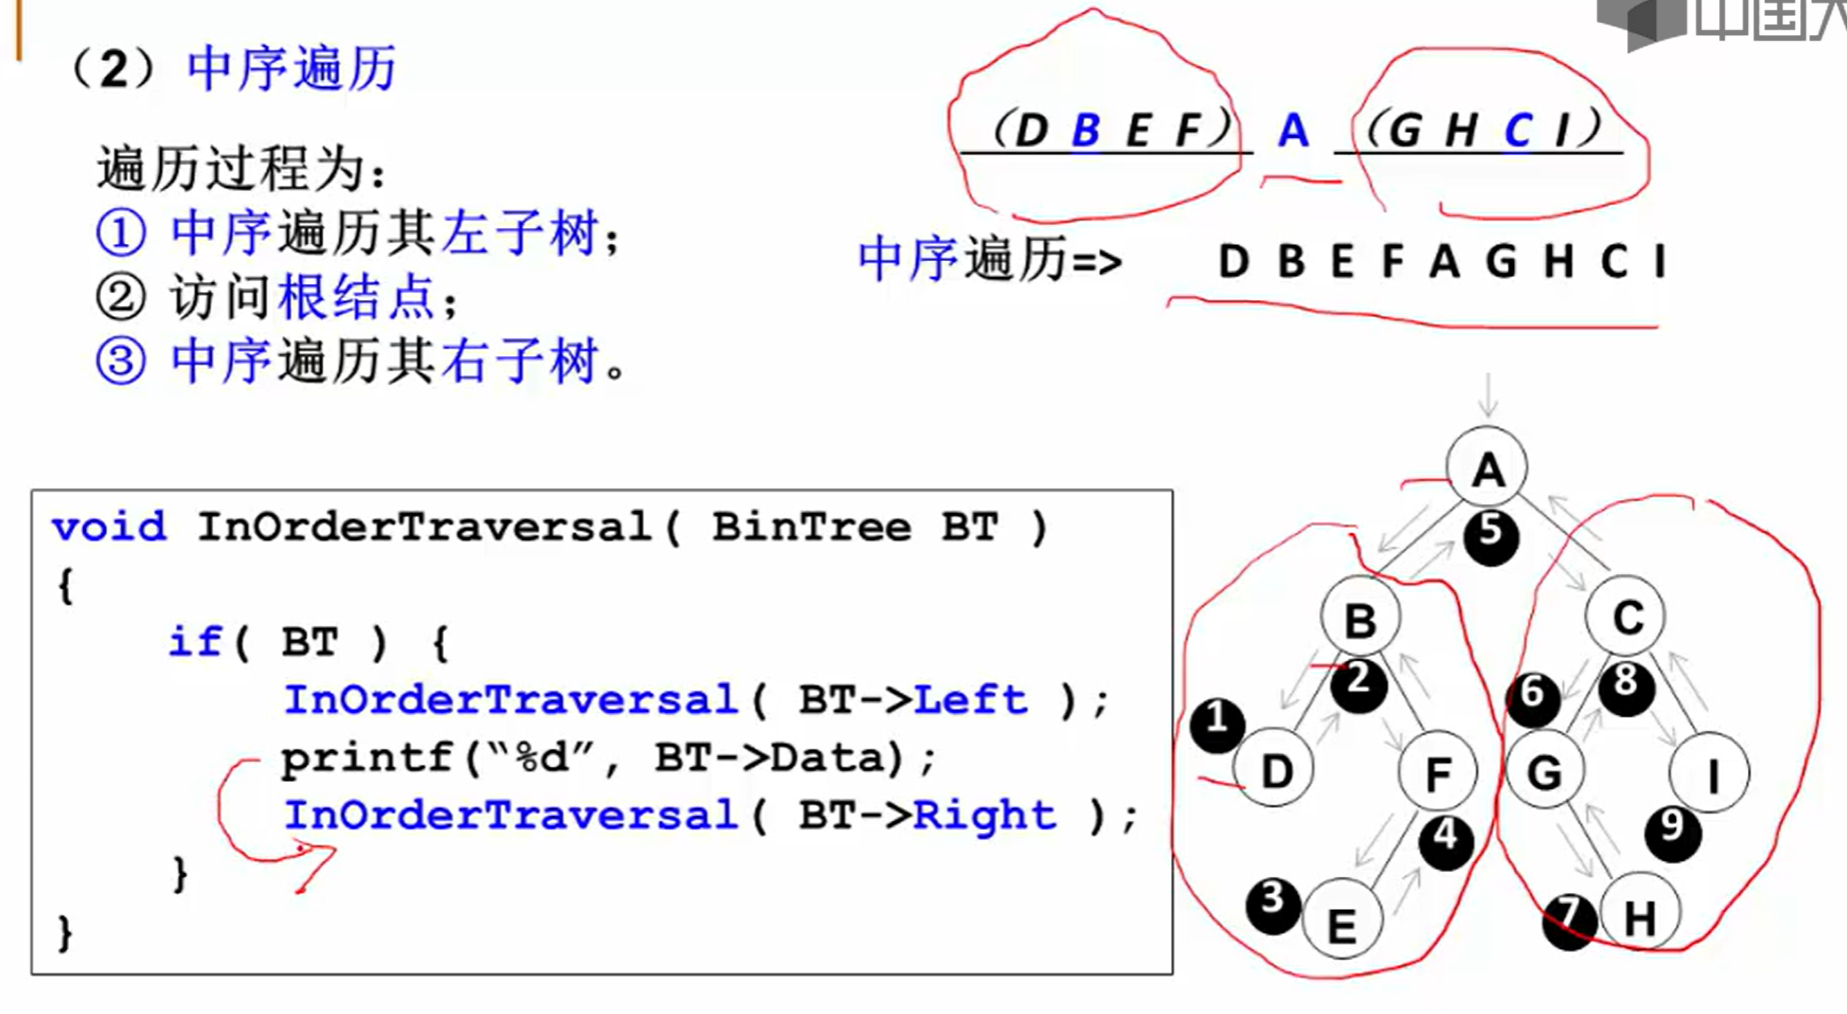 中国大
（2）中序遍历
（D B E F） A （G H C I）
遍历过程为：
① 中序遍历其左子树；
② 访问根结点；
③ 中序遍历其右子树。
中序遍历=> D B E F A G H C I
void InOrderTraversal( BinTree BT )
{
if( BT ) {
InOrderTraversal( BT->Left );
printf(“%d”, BT->Data);
InOrderTraversal( BT->Right );
}
}
A
5
B
C
2
6
8
1
D
F
G
I
4
9
3
E
7
H